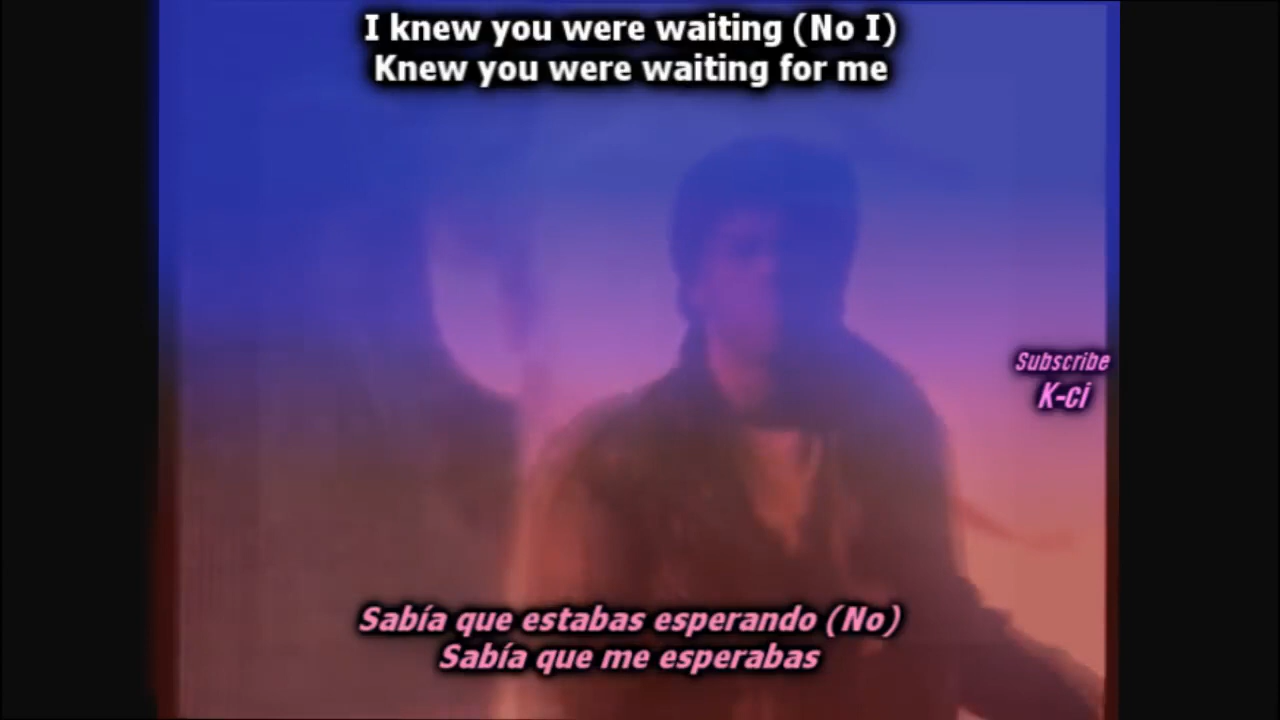 I knew you were waiting (No I)
Knew you were waiting for me
Subscribe
K-ci
Sabía que estabas esperando (No)
Sabía que me esperabas